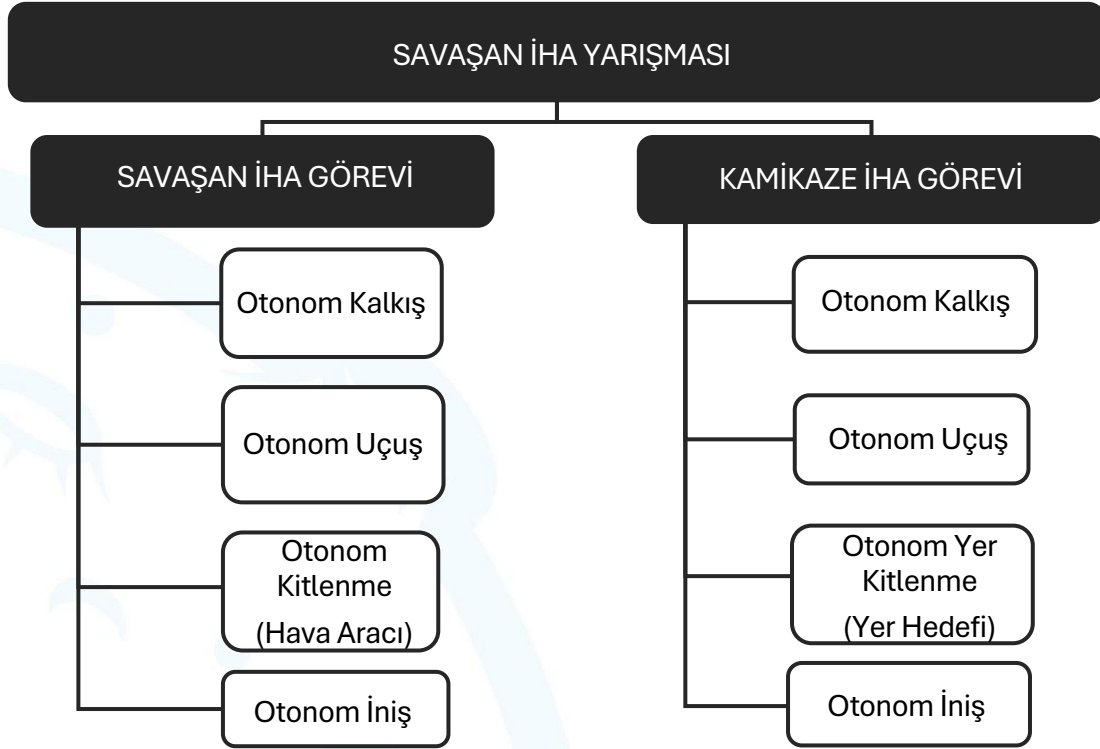 SAVAŞAN İHA YARIŞMASI
SAVAŞAN İHA GÖREVİ
Otonom Kalkış
Otonom Uçuş
Otonom
Kitlenme
(Hava Aracı)
Otonom İniş
KAMİKAZE İHA GÖREVİ
Otonom Kalkış
Otonom Uçuş
Otonom Yer
Kitlenme
(Yer Hedefi)
Otonom İniş